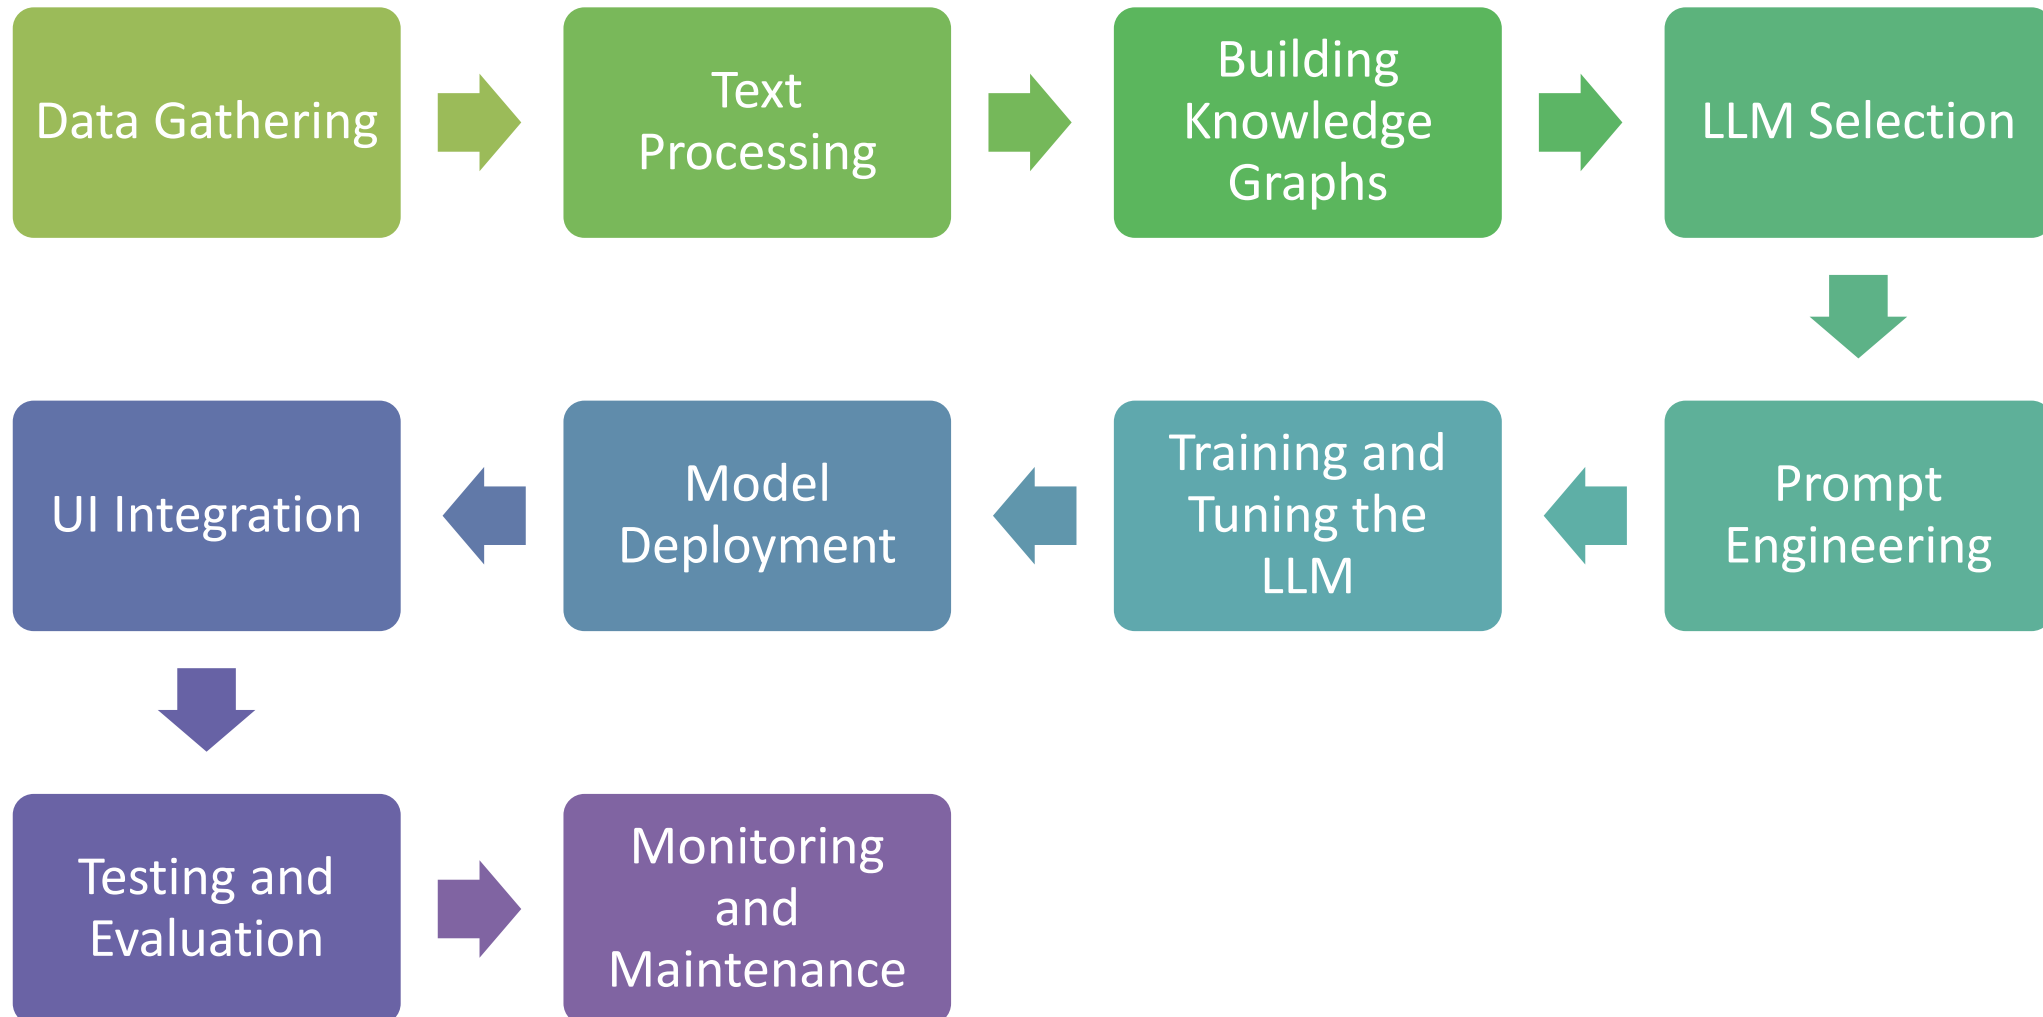 Data Gathering
Text
Processing
Building
Knowledge
Graphs
LLM Selection
Prompt
Engineering
Training and
Tuning the
LLM
Model
Deployment
UI Integration
Testing and
Evaluation
Monitoring
and
Maintenance